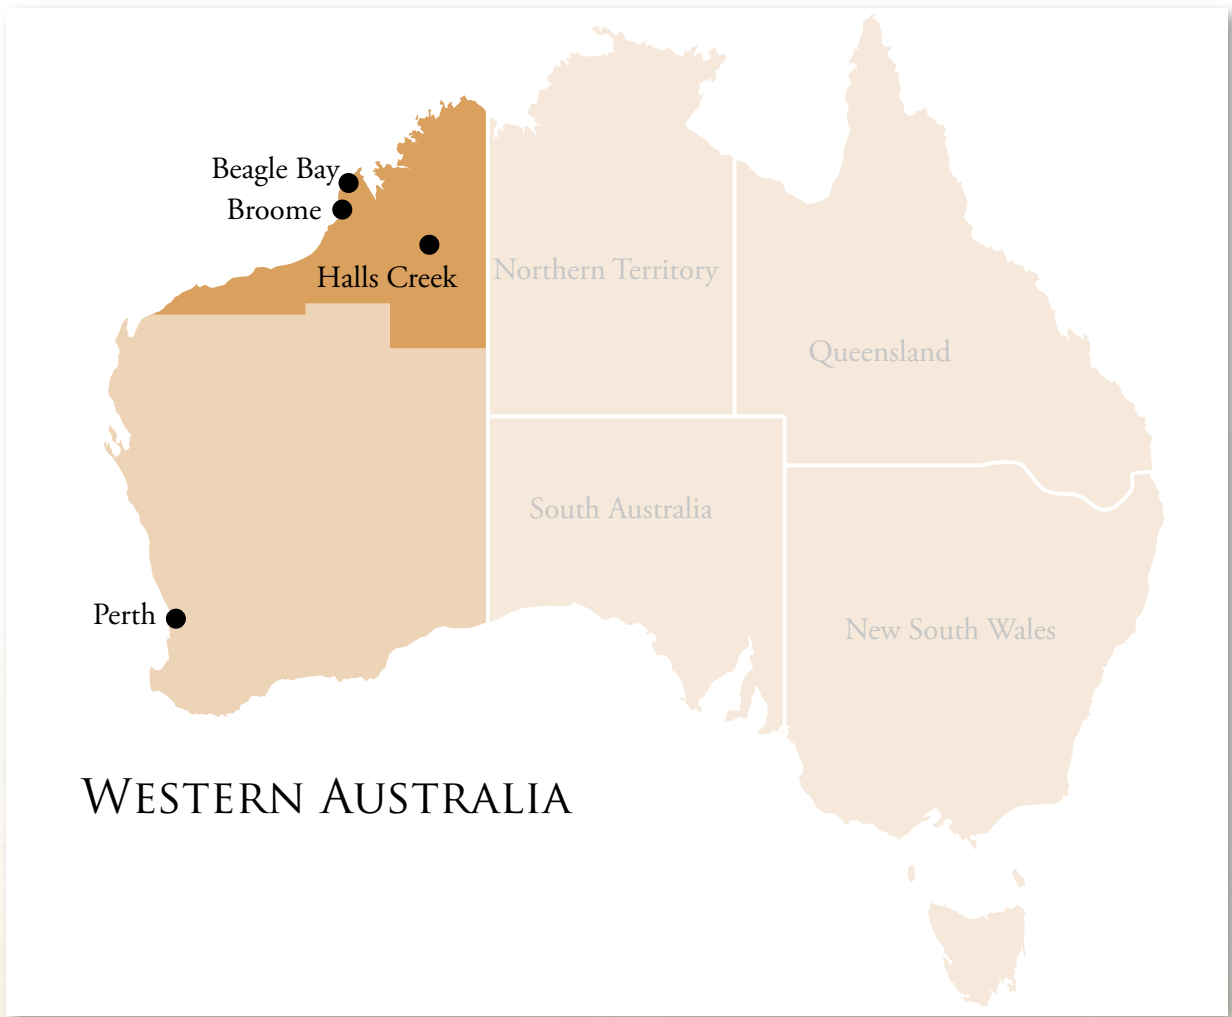 Beagle Bay
Broome
Halls Creek
Northern Territory
Queensland
South Australia
Perth
New South Wales
WESTERN AUSTRALIA